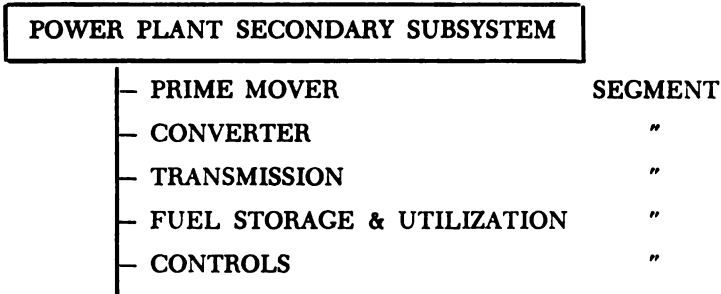 POWER PLANT SECONDARY SUBSYSTEM
PRIME MOVER SEGMENT
CONVERTER "
TRANSMISSION "
FUEL STORAGE & UTILIZATION "
CONTROLS "